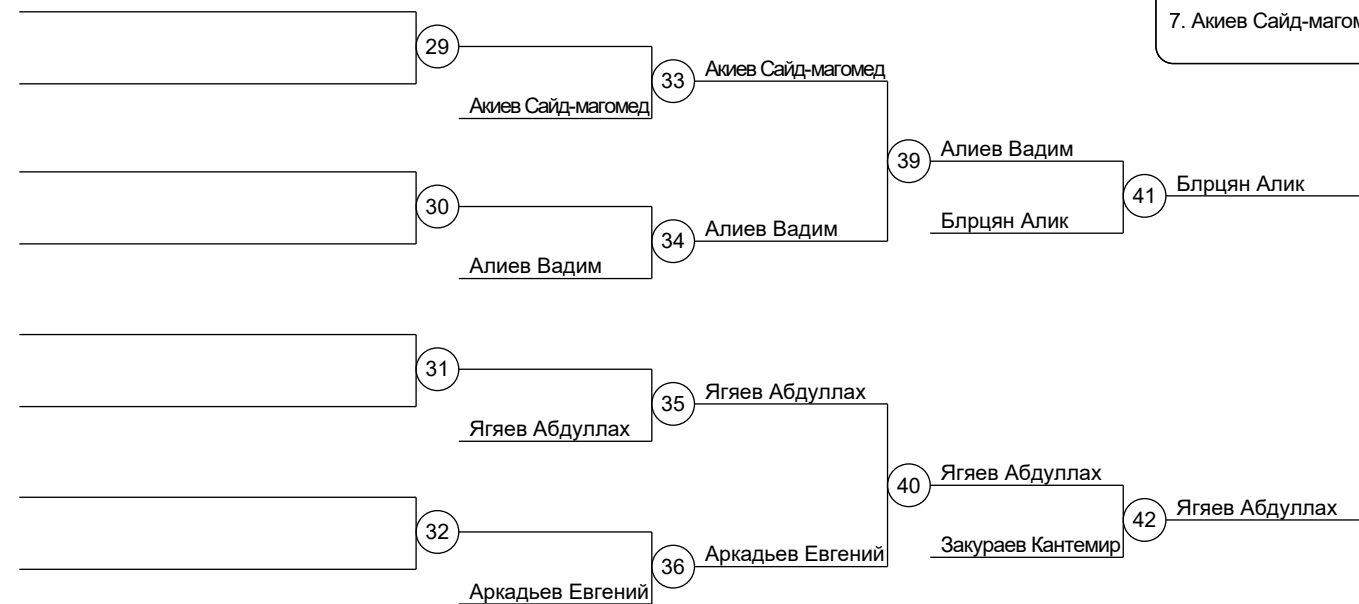 7. Акиев Сайд-магом
29
Акиев Сайд-магомед
33
Акиев Сайд-магомед
39
Алиев Вадим
Блрцян Алик
41
Блрцян Алик
30
34
Алиев Вадим
Алиев Вадим
31
35
Ягяев Абдуллах
Ягяев Абдуллах
40
Ягяев Абдуллах
42
Ягяев Абдуллах
Закураев Кантемир
32
36
Аркадьев Евгений
Аркадьев Евгений